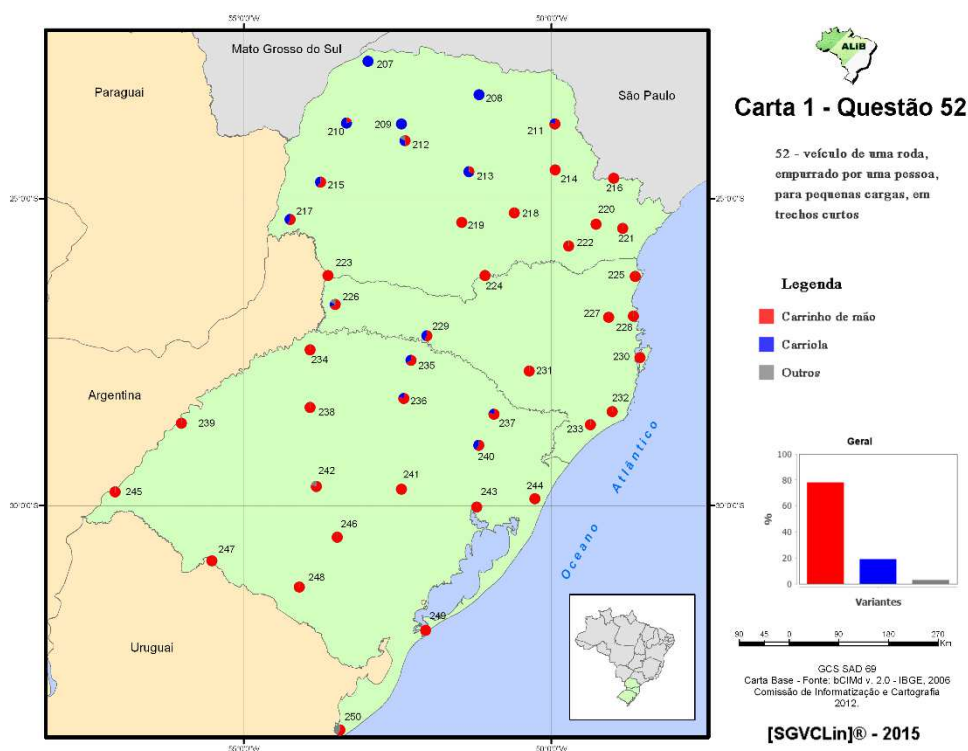 55°0'0"W
50°0'0"W
Mato Grosso do Sul
Paraguai
São Paulo
207
208
209
210
211
212
213
214
215
216
217
218
219
220
221
222
223
224
225
226
227
228
229
230
231
232
233
234
235
236
237
238
239
240
241
242
243
244
245
246
247
248
249
250
25°0'0"S
25°0'0"S
30°0'0"S
30°0'0"S
Argentina
Uruguai
Oceano Atlântico
55°0'0"W
50°0'0"W
ALiB
Carta 1 - Questão 52
52 - veículo de uma roda,
empurrado por uma pessoa,
para pequenas cargas, em
trechos curtos
Legenda
Carrinho de mão
Carriola
Outros
Geral
100
80
60
40
20
0
%
Variantes
90 45 0 90 180 270
Km
GCS SAD 69
Carta Base - Fonte: bCIMd v. 2.0 - IBGE, 2006
Comissão de Informatização e Cartografia
2012.
[SGVCLin]® - 2015